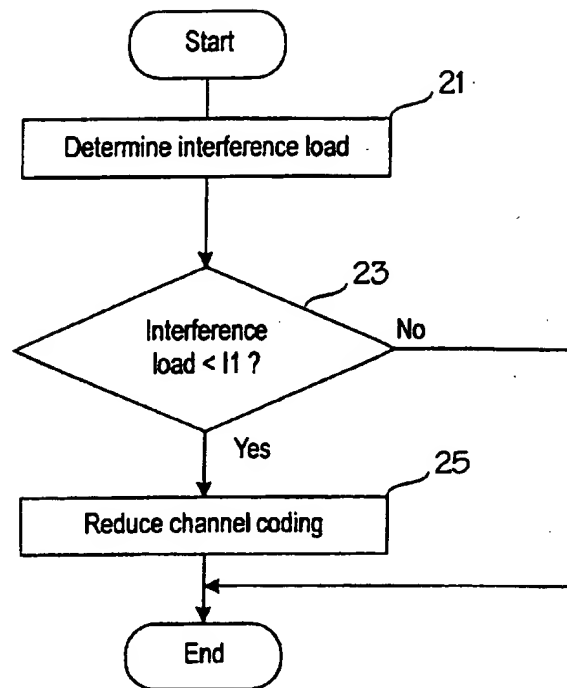 Start
21
Determine interference load
23
Interference
load < I1 ?
No
Yes
25
Reduce channel coding
End